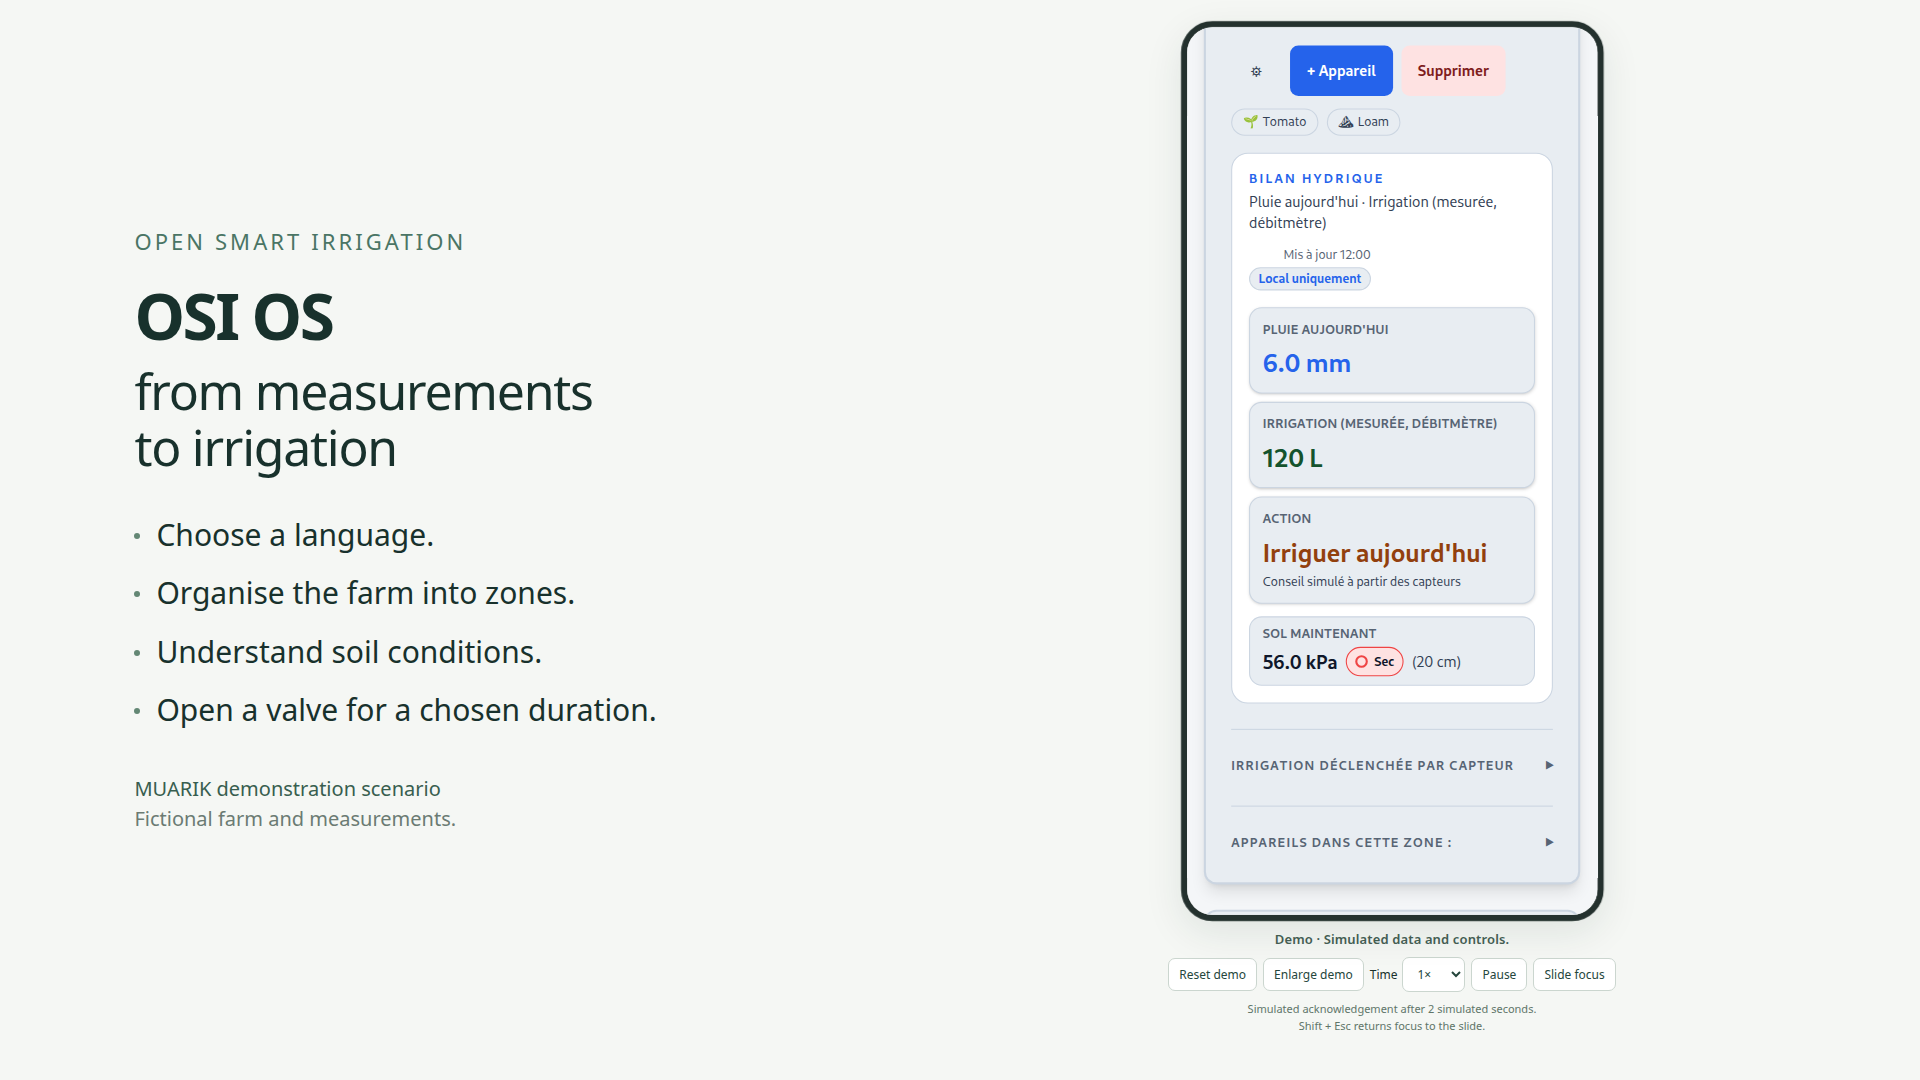 OPEN SMART IRRIGATION
OSI OS
from measurements
to irrigation
Choose a language.
Organise the farm into zones.
Understand soil conditions.
Open a valve for a chosen duration.
MUARIK demonstration scenario
Fictional farm and measurements.
+ Appareil
Supprimer
Tomato
Loam
BILAN HYDRIQUE
Pluie aujourd'hui · Irrigation (mesurée,
débitmètre)
Mis à jour 12:00
Local uniquement
PLUIE AUJOURD'HUI
6.0 mm
IRRIGATION (MESURÉE, DÉBITMÈTRE)
120 L
ACTION
Irriguer aujourd'hui
Conseil simulé à partir des capteurs
SOL MAINTENANT
56.0 kPa Sec (20 cm)
IRRIGATION DÉCLENCHÉE PAR CAPTEUR
APPAREILS DANS CETTE ZONE :
Demo · Simulated data and controls.
Reset demo Enlarge demo Time 1× Pause Slide focus
Simulated acknowledgement after 2 simulated seconds.
Shift + Esc returns focus to the slide.